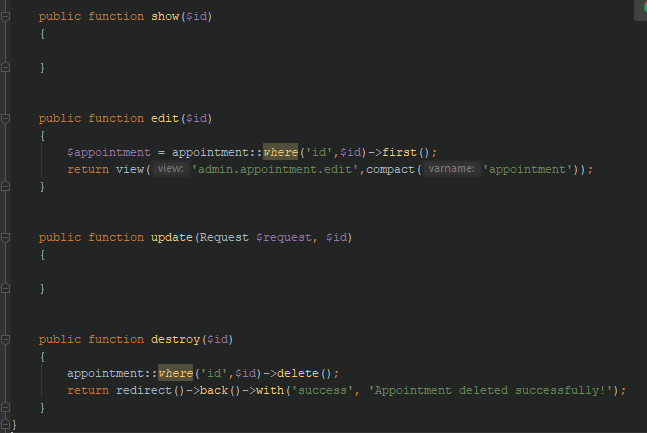 public function show($id)
{
}
public function edit($id)
{
$appointment = appointment::where('id',$id)->first();
return view( view: 'admin.appointment.edit',compact( varname: 'appointment'));
}
public function update(Request $request, $id)
{
}
public function destroy($id)
{
appointment::where('id',$id)->delete();
return redirect()->back()->with('success', 'Appointment deleted successfully!');
}
}